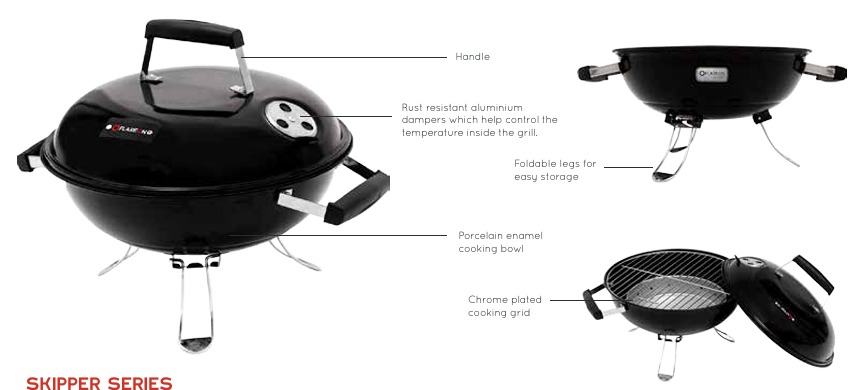 Handle
Rust resistant aluminium
dampers which help control the
temperature inside the grill.
FLAREON
Foldable legs for
easy storage
Porcelain enamel
cooking bowl
Chrome plated
cooking grid
SKIPPER SERIES